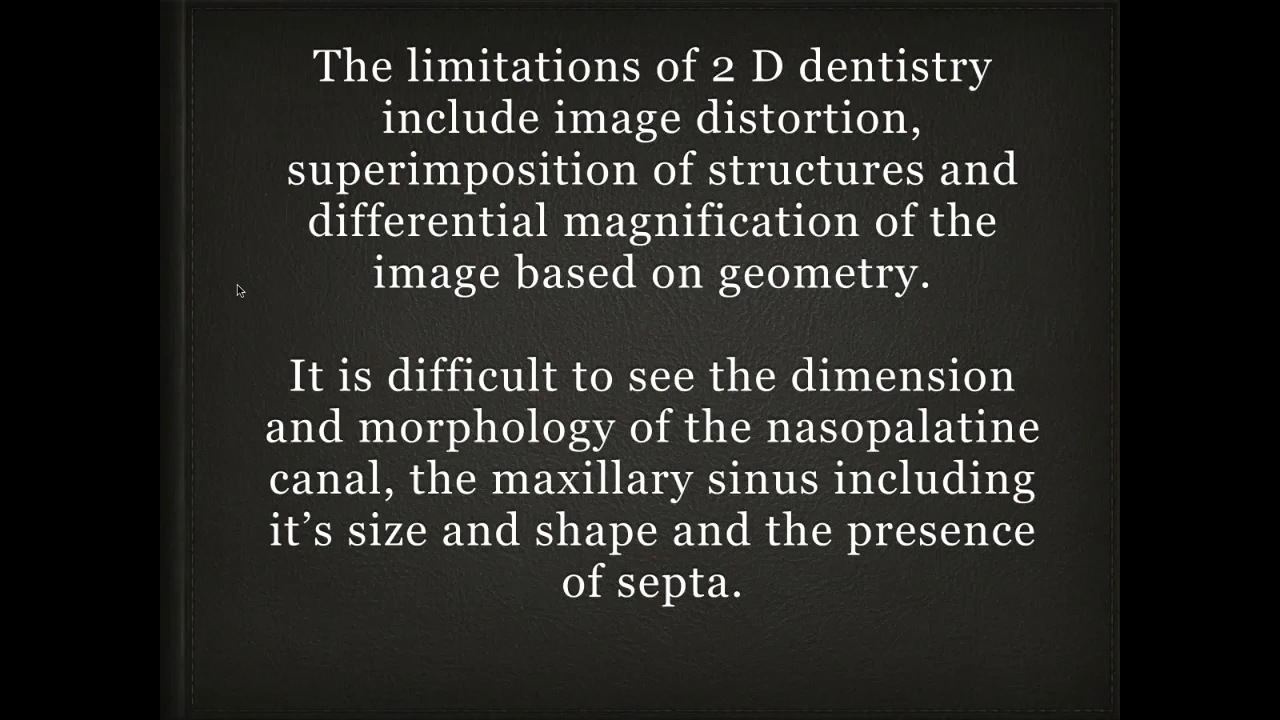 The limitations of 2 D dentistry
include image distortion,
superimposition of structures and
differential magnification of the
image based on geometry.
It is difficult to see the dimension
and morphology of the nasopalatine
canal, the maxillary sinus including
it’s size and shape and the presence
of septa.